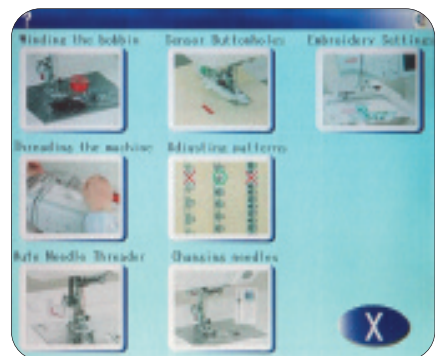 ?
Winding the bobbin
Sensor Buttonholes
Embroidery Settings
Threading the machine
Adjusting patterns
Auto Needle Threader
Changing needles
X